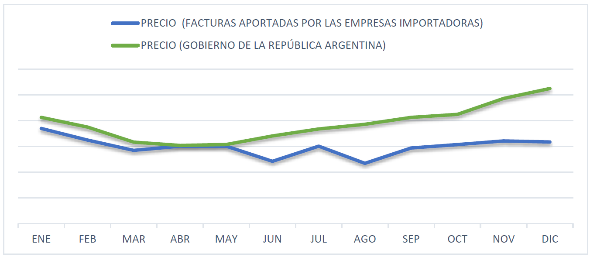 PRECIO (FACTURAS APORTADAS POR LAS EMPRESAS IMPORTADORAS)
PRECIO (GOBIERNO DE LA REPÚBLICA ARGENTINA)
ENE FEB MAR ABR MAY JUN JUL AGO SEP OCT NOV DIC